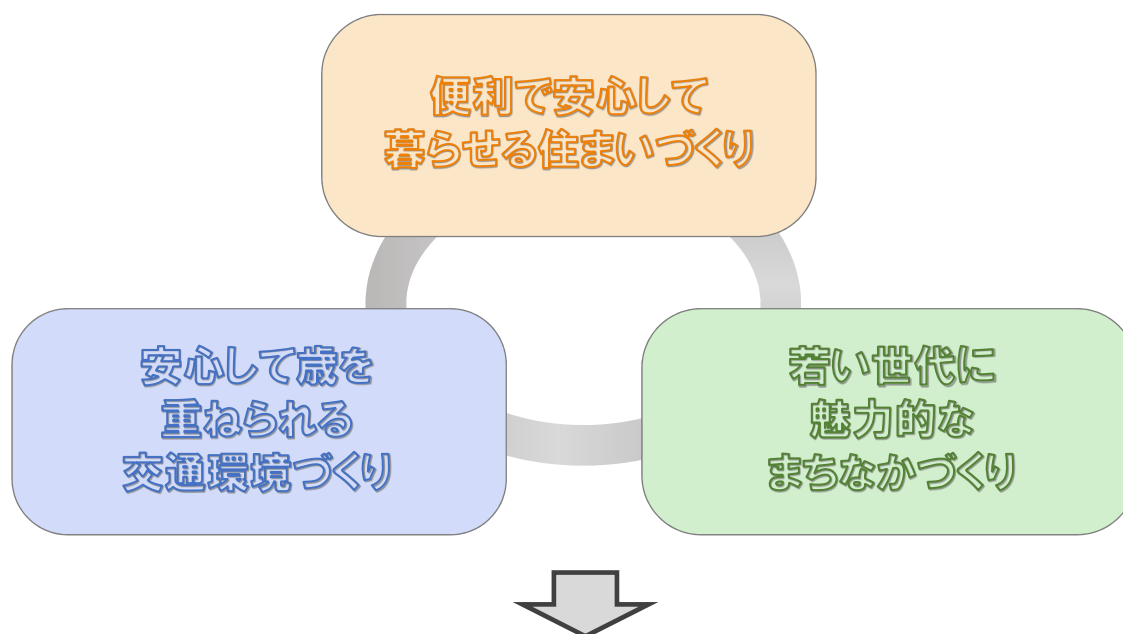 便利で安心して
暮らせる住まいづくり
安心して歳を
重ねられる
交通環境づくり
若い世代に
魅力的な
まちなかづくり